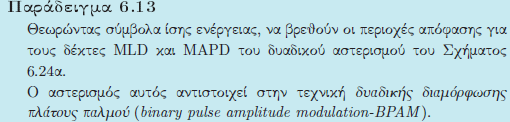 Παράδειγμα 6.13
Θεωρώντας σύμβολα ίσης ενέργειας, να βρεθούν οι περιοχές απόφασης για
τους δέκτες MLD και MAPD του δυαδικού αστερισμού του Σχήματος
6.24α.
Ο αστερισμός αυτός αντιστοιχεί στην τεχνική δυαδικής διαμόρφωσης
πλάτους παλμού (binary pulse amplitude modulation-BPAM).